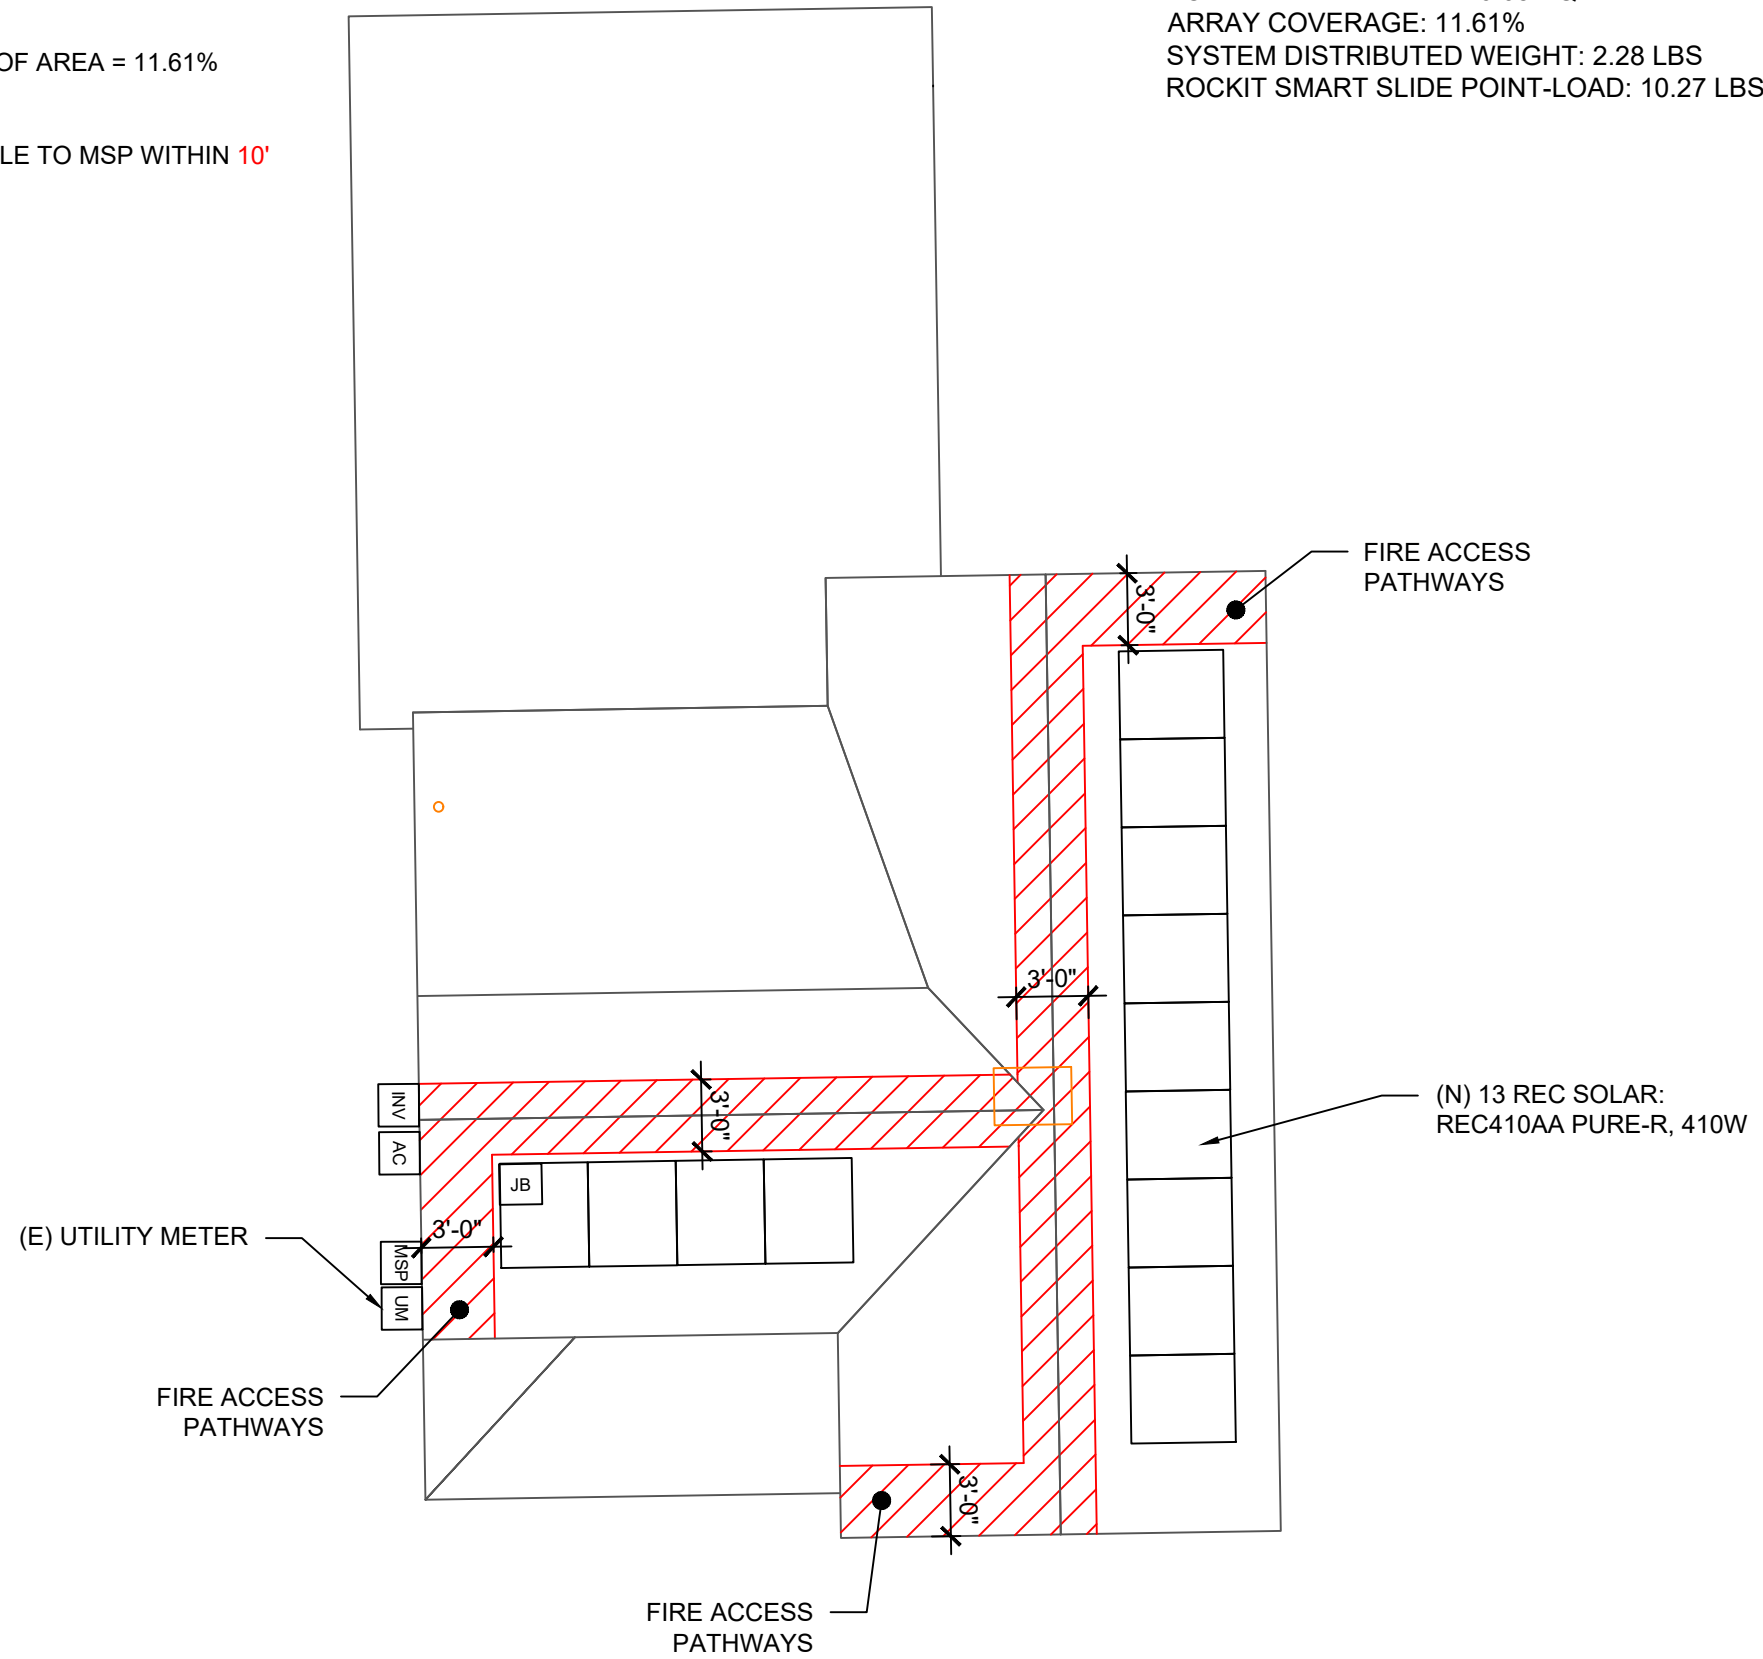 ARRAY COVERAGE: 11.61%
OF AREA = 11.61%
SYSTEM DISTRIBUTED WEIGHT: 2.28 LBS
ROCKIT SMART SLIDE POINT-LOAD: 10.27 LBS
LE TO MSP WITHIN 10'
FIRE ACCESS
PATHWAYS
3'-0"
3'-0"
INV
3'-0"
(N) 13 REC SOLAR:
REC410AA PURE-R, 410W
AC
JB
(E) UTILITY METER
3'-0"
MSP
UM
FIRE ACCESS
PATHWAYS
3'-0"
FIRE ACCESS
PATHWAYS